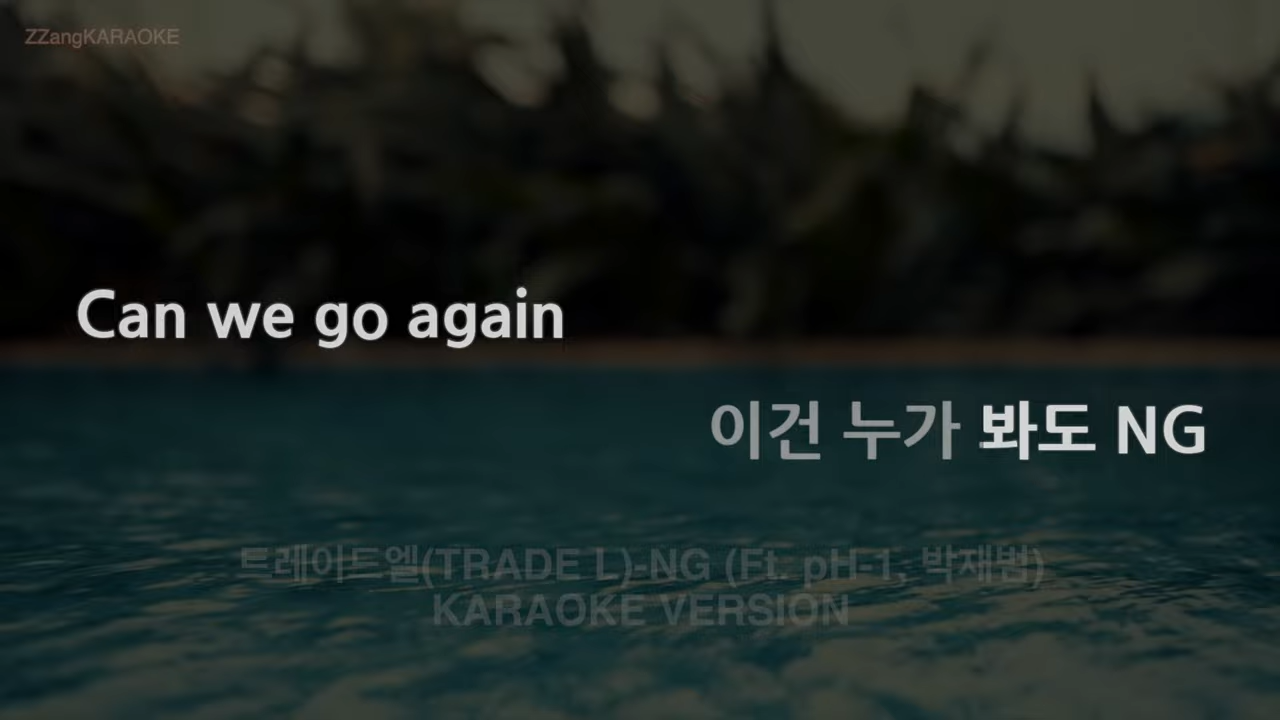 ZZangKARAOKE
Can we go again
이건 누가 봐도 NG
트레이드엘(TRADE L)-NG (Ft. pH-1, 박재범)
KARAOKE VERSION